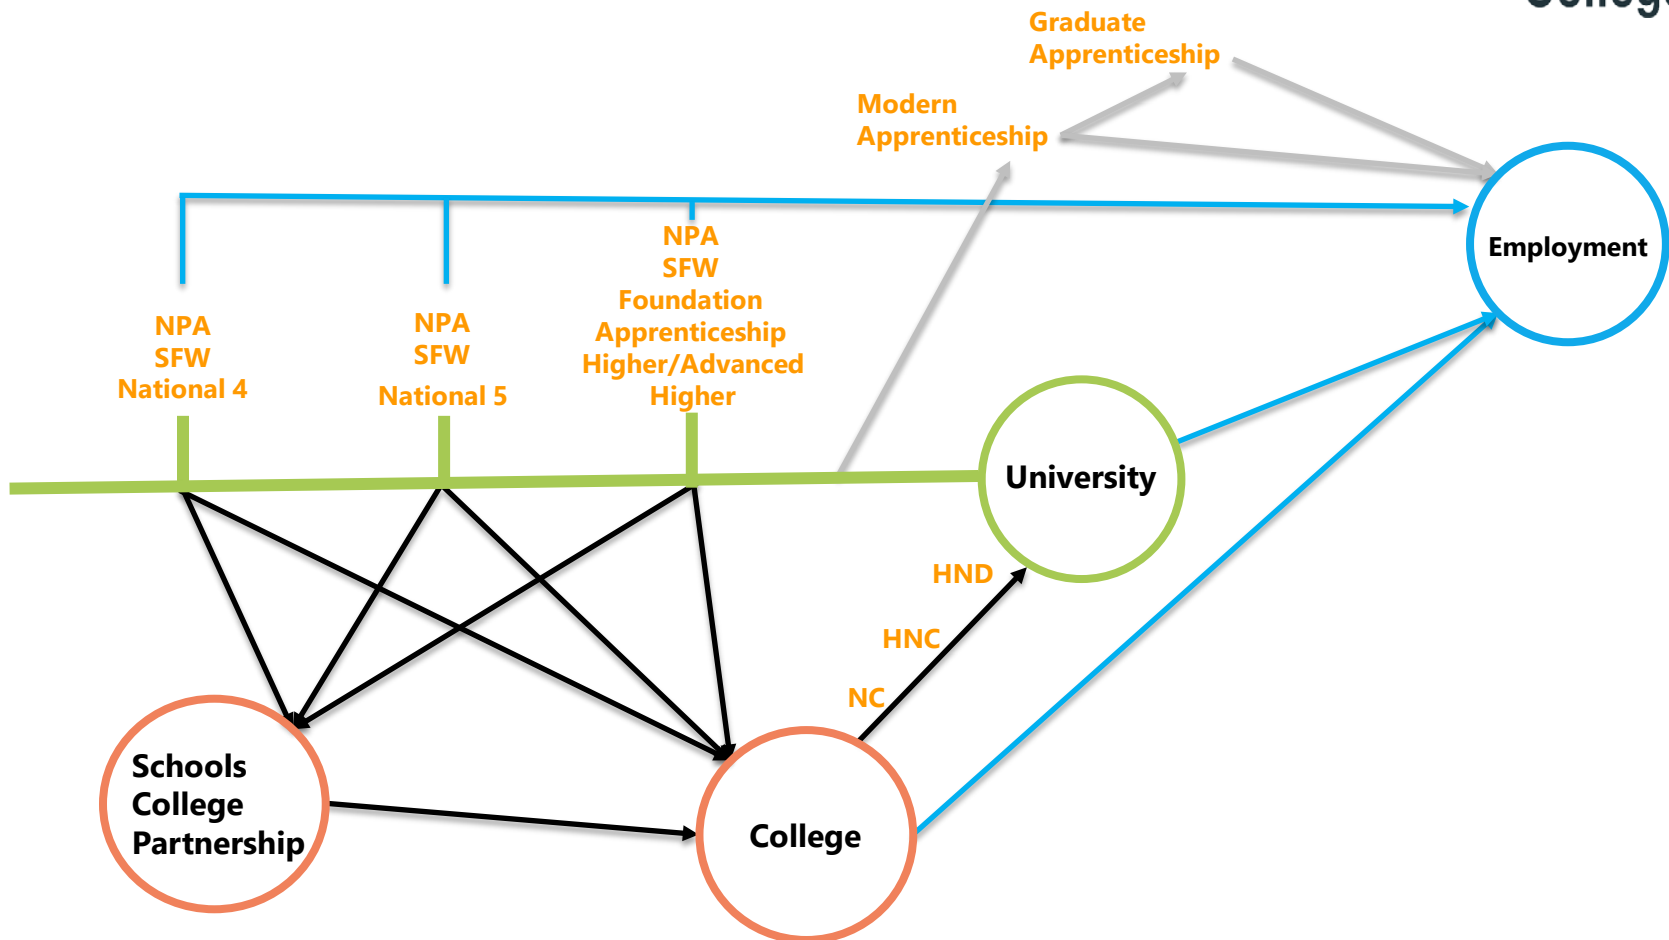 College
Graduate
Apprenticeship
Modern
Apprenticeship
Employment
NPA
SFW
National 4
NPA
SFW
National 5
NPA
SFW
Foundation
Apprenticeship
Higher/Advanced
Higher
University
HND
HNC
NC
Schools
College
Partnership
College